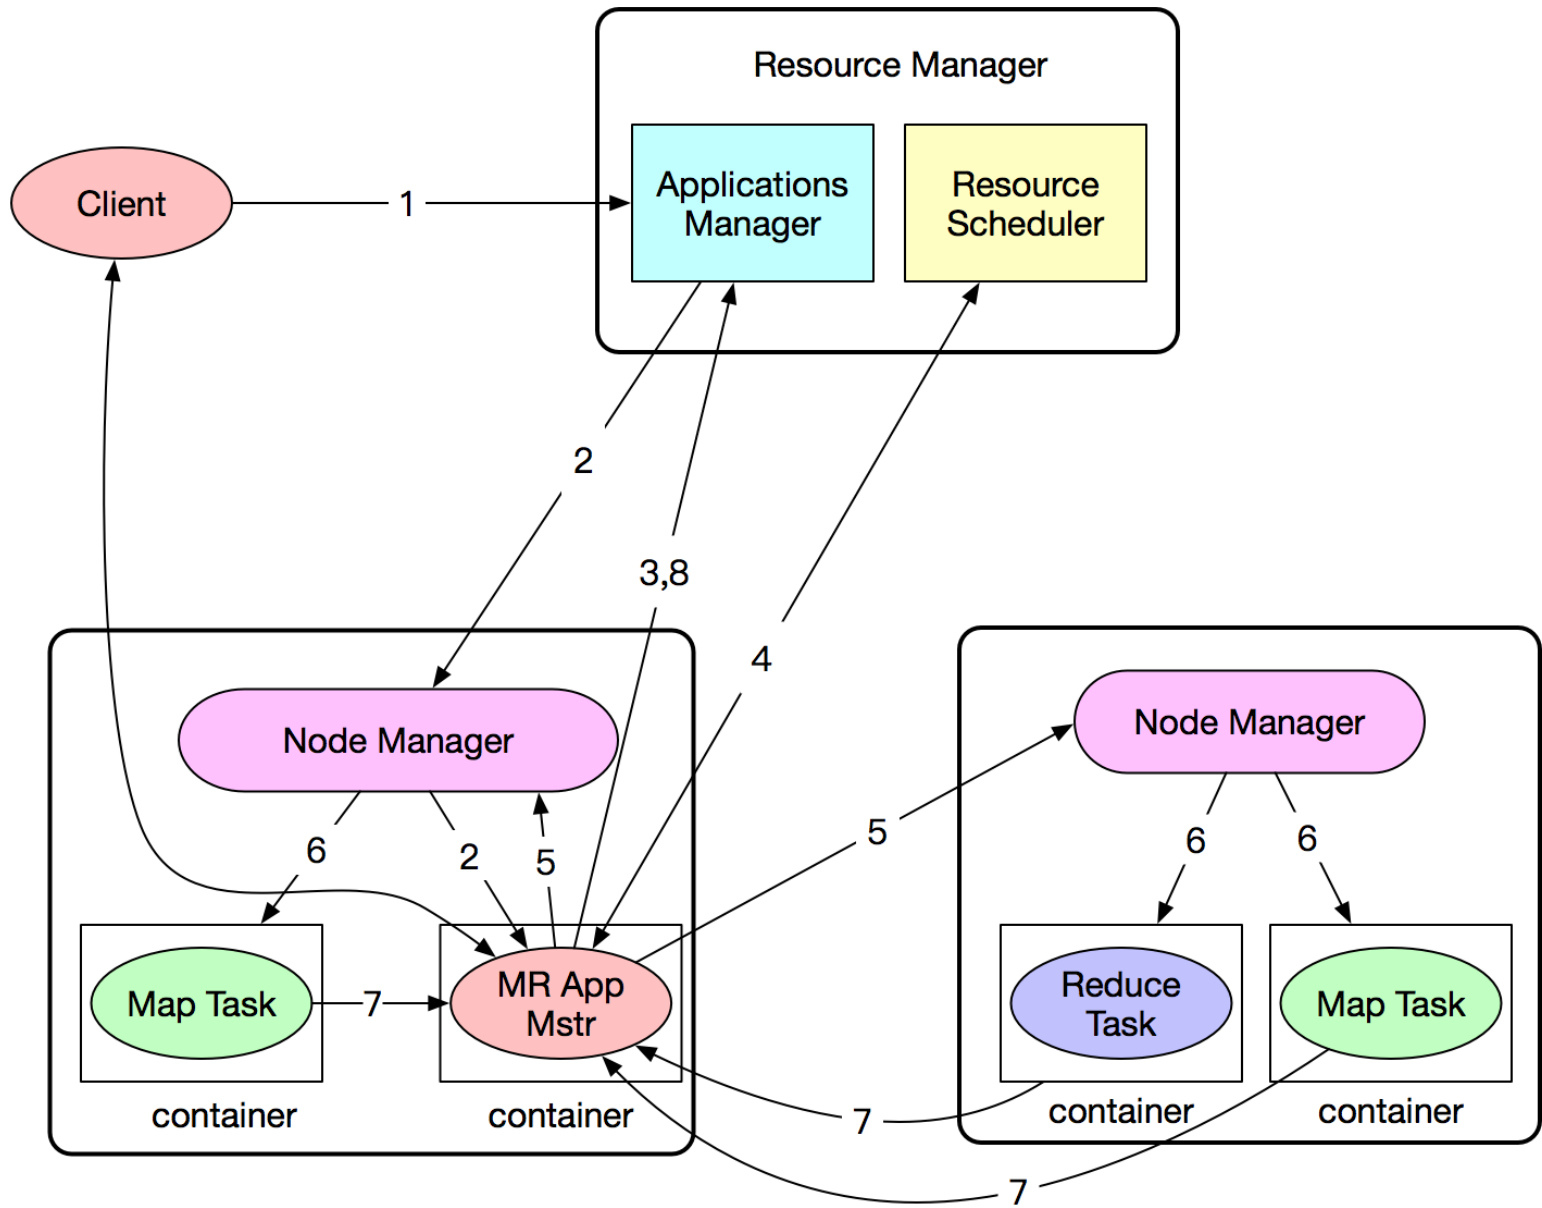 Resource Manager
Applications
Manager
Resource
Scheduler
Client
1
2
3,8
4
Node Manager
6
2
5
5
Map Task
7
MR App
Mstr
container
container
Node Manager
6
6
Reduce
Task
Map Task
container
container
7
7